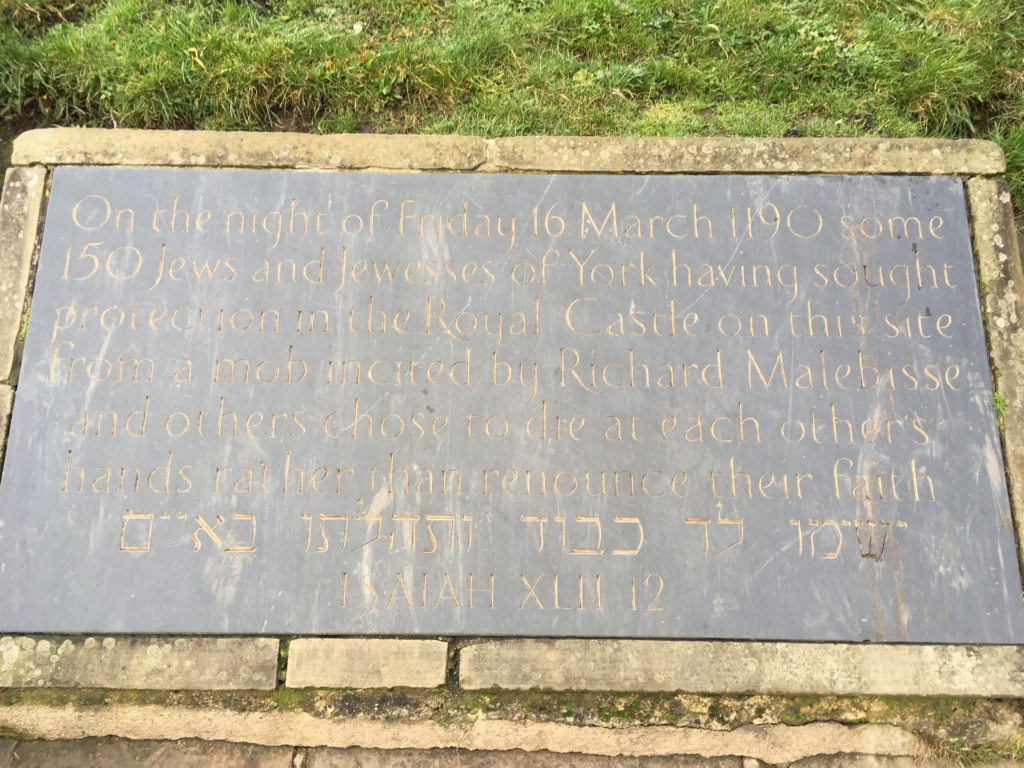 On the night of Friday 16 March 1190 some
150 Jews and Jewesses of York having sought
protection in the Royal Castle on this site
from a mob incited by Richard Malebisse
and others chose to die at each other's
hands rather than renounce their faith
ישימו לד כבוד ותהלתו באיים
ISAIAH XLII 12